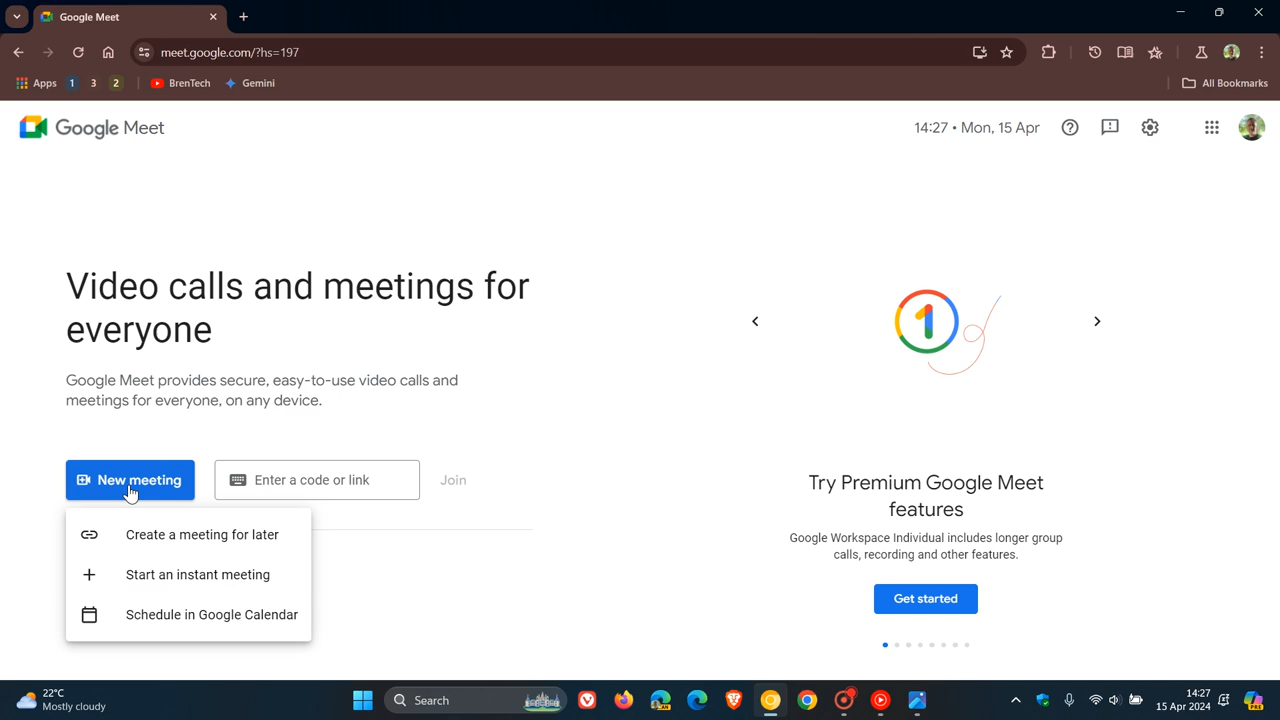 Google Meet
meet.google.com/?hs=197
Apps 1 3 2 BrenTech Gemini All Bookmarks
Google Meet
14:27 • Mon, 15 Apr
Video calls and meetings for
everyone
Google Meet provides secure, easy-to-use video calls and
meetings for everyone, on any device.
New meeting
Enter a code or link
Join
Create a meeting for later
Start an instant meeting
Schedule in Google Calendar
1
Try Premium Google Meet
features
Google Workspace Individual includes longer group
calls, recording and other features.
Get started
22°C
Mostly cloudy
Search
14:27
15 Apr 2024